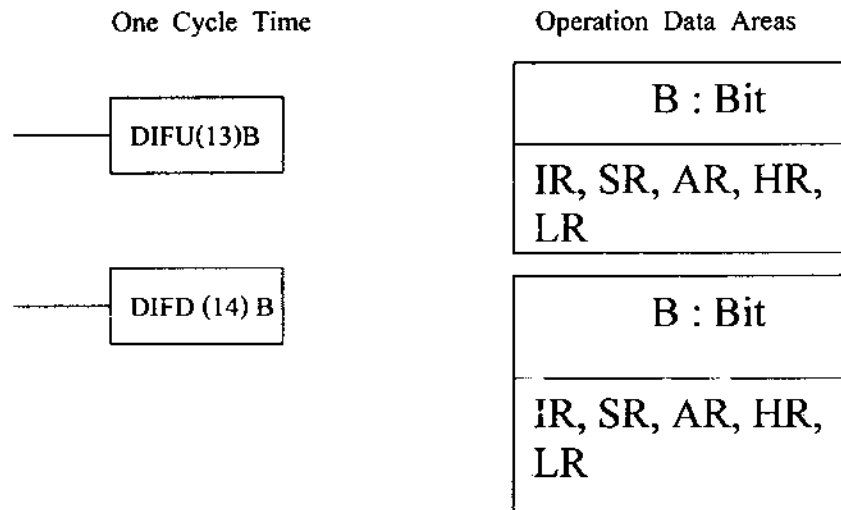 One Cycle Time
Operation Data Areas
DIFU(13)B
B : Bit
IR, SR, AR, HR,
LR
DIFD (14) B
B : Bit
IR, SR, AR, HR,
LR